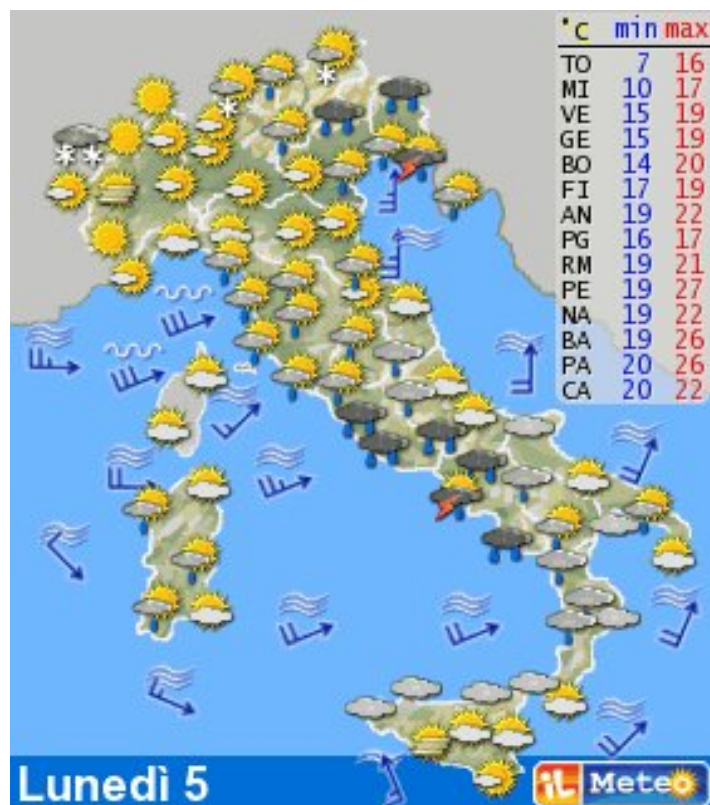 °C min max
TO 7 16
MI 10 17
VE 15 19
GE 15 19
BO 14 20
FI 17 19
AN 19 22
PG 16 17
RM 19 21
PE 19 27
NA 19 22
BA 19 26
PA 20 26
CA 20 22
Lunedì 5
iL Meteo